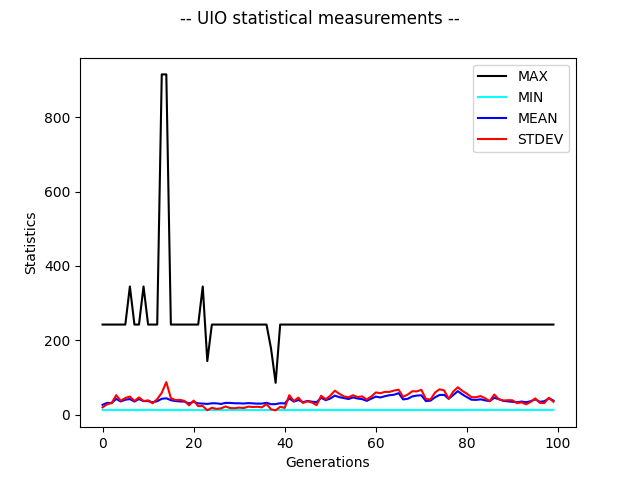 -- UIO statistical measurements --
MAX
MIN
MEAN
STDEV
Statistics
800
600
400
200
0
0 20 40 60 80 100
Generations